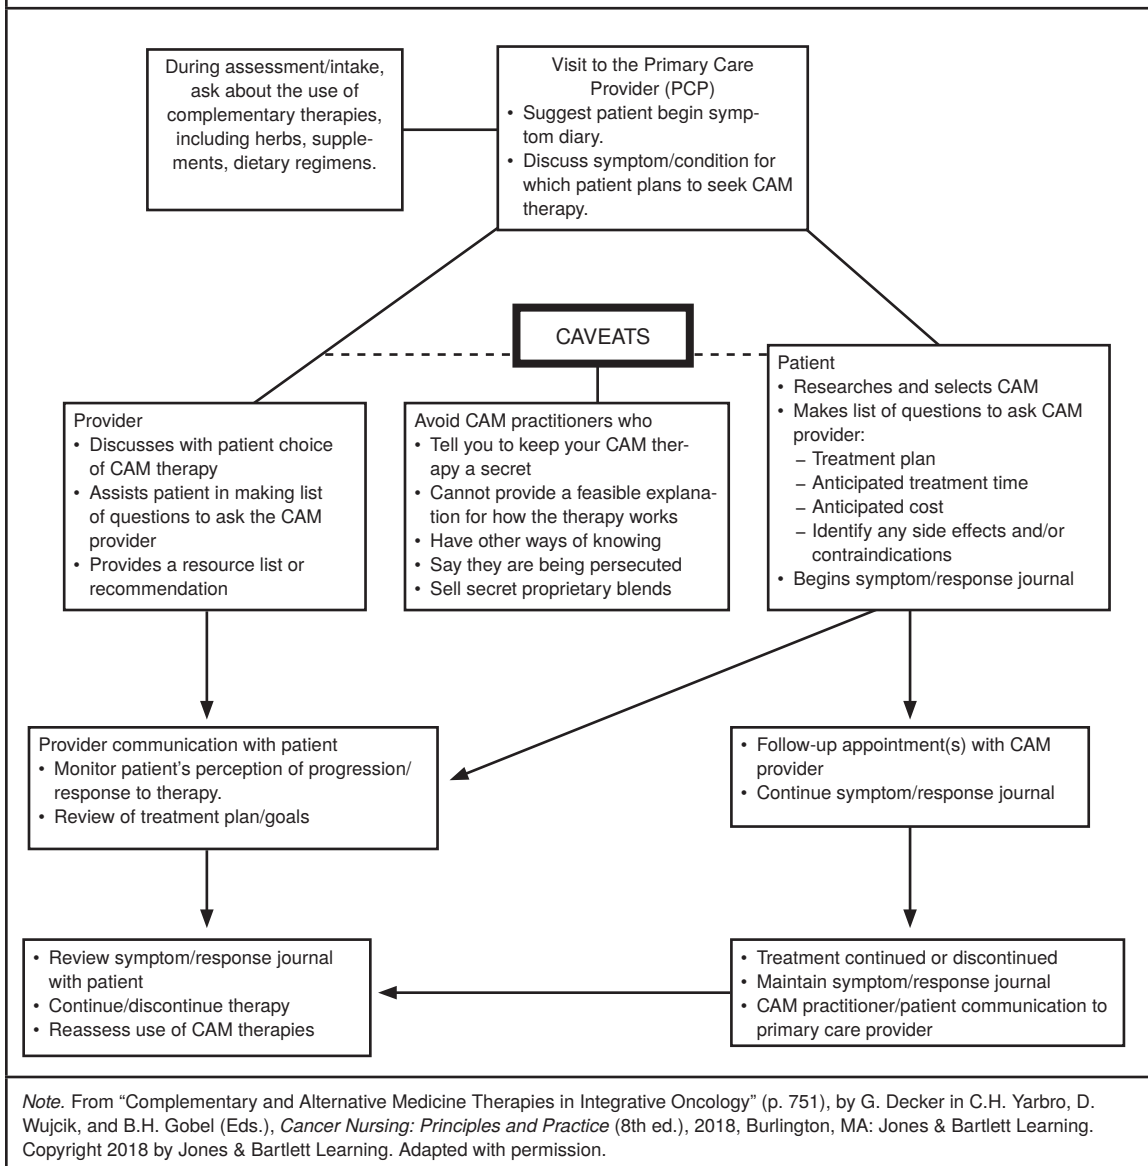 During assessment/intake,
ask about the use of
complementary therapies,
including herbs, supple-
ments, dietary regimens.
Visit to the Primary Care
Provider (PCP)
• Suggest patient begin symp-
tom diary.
• Discuss symptom/condition for
which patient plans to seek CAM
therapy.
CAVEATS
Provider
• Discusses with patient choice
of CAM therapy
• Assists patient in making list
of questions to ask the CAM
provider
• Provides a resource list or
recommendation
Avoid CAM practitioners who
• Tell you to keep your CAM ther-
apy a secret
• Cannot provide a feasible explana-
tion for how the therapy works
• Have other ways of knowing
• Say they are being persecuted
• Sell secret proprietary blends
Patient
• Researches and selects CAM
• Makes list of questions to ask CAM
provider:
– Treatment plan
– Anticipated treatment time
– Anticipated cost
– Identify any side effects and/or
contraindications
• Begins symptom/response journal
Provider communication with patient
• Monitor patient’s perception of progression/
response to therapy.
• Review of treatment plan/goals
• Follow-up appointment(s) with CAM
provider
• Continue symptom/response journal
• Review symptom/response journal
with patient
• Continue/discontinue therapy
• Reassess use of CAM therapies
• Treatment continued or discontinued
• Maintain symptom/response journal
• CAM practitioner/patient communication to
primary care provider
Note. From “Complementary and Alternative Medicine Therapies in Integrative Oncology” (p. 751), by G. Decker in C.H. Yarbro, D.
Wujcik, and B.H. Gobel (Eds.), Cancer Nursing: Principles and Practice (8th ed.), 2018, Burlington, MA: Jones & Bartlett Learning.
Copyright 2018 by Jones & Bartlett Learning. Adapted with permission.